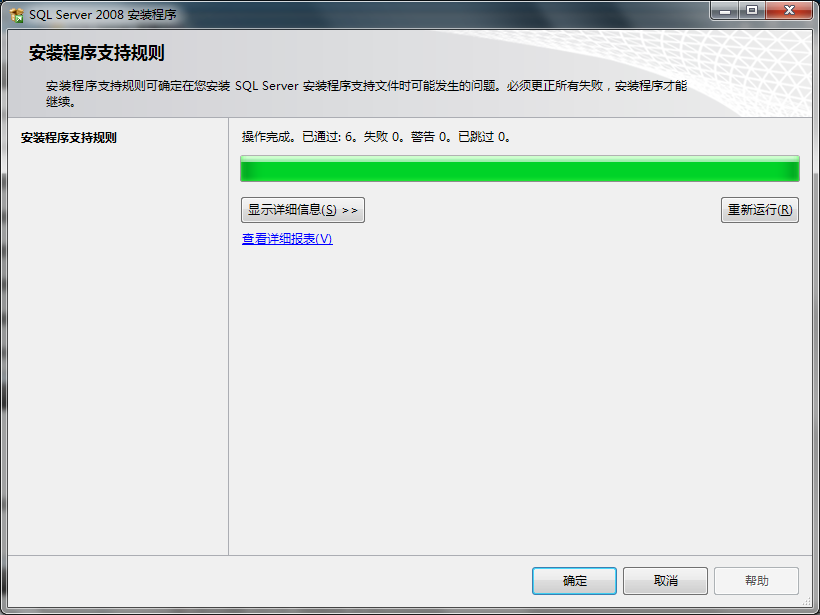 SQL Server 2008 安装程序
安装程序支持规则
安装程序支持规则可确定在您安装 SQL Server 安装程序支持文件时可能发生的问题。必须更正所有失败，安装程序才能
继续。
安装程序支持规则
操作完成。已通过: 6。失败 0。警告 0。已跳过 0。
显示详细信息(S) >>
重新运行(R)
查看详细报表(V)
确定
取消
帮助